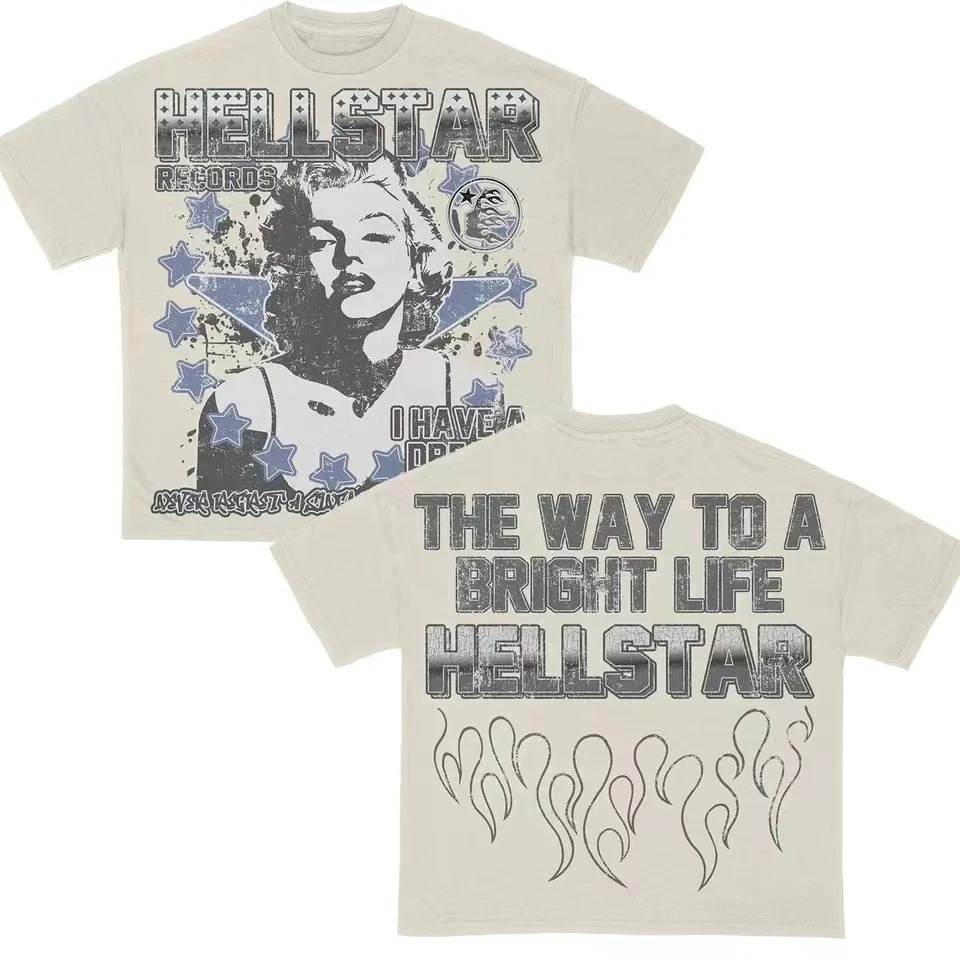 HELLSTAR
RECORDS
I HAVE A
THE WAY TO A
BRIGHT LIFE
HELLSTAR